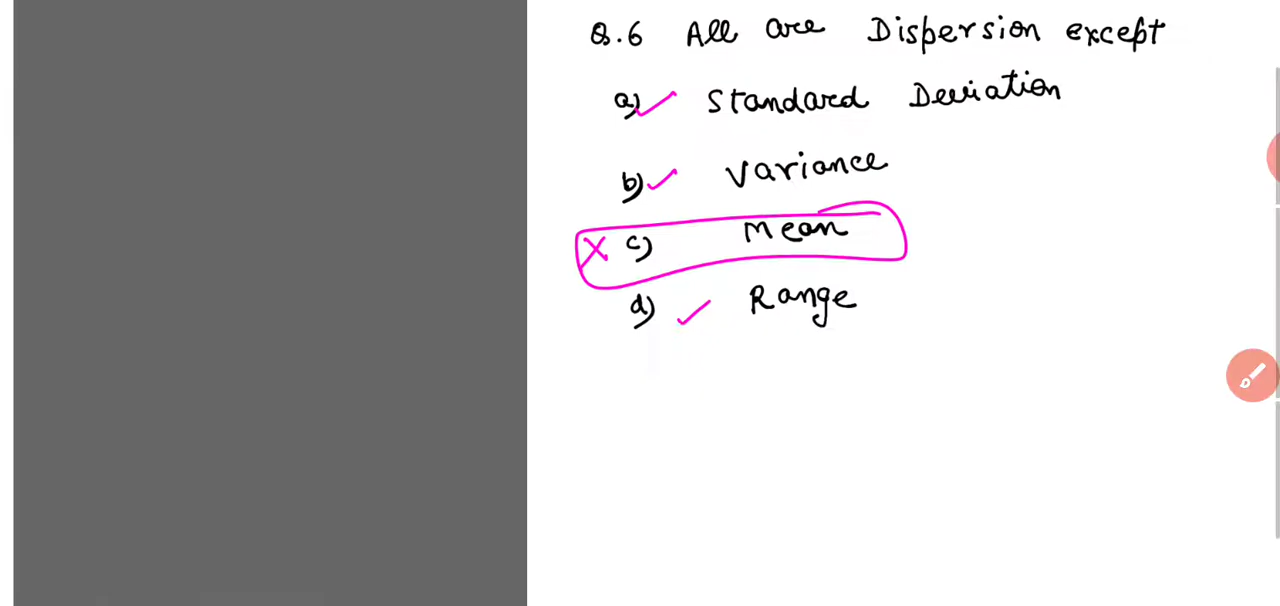 Q.6 All are Dispersion except
a) Standard Deviation
b) Variance
c) Mean
d) Range